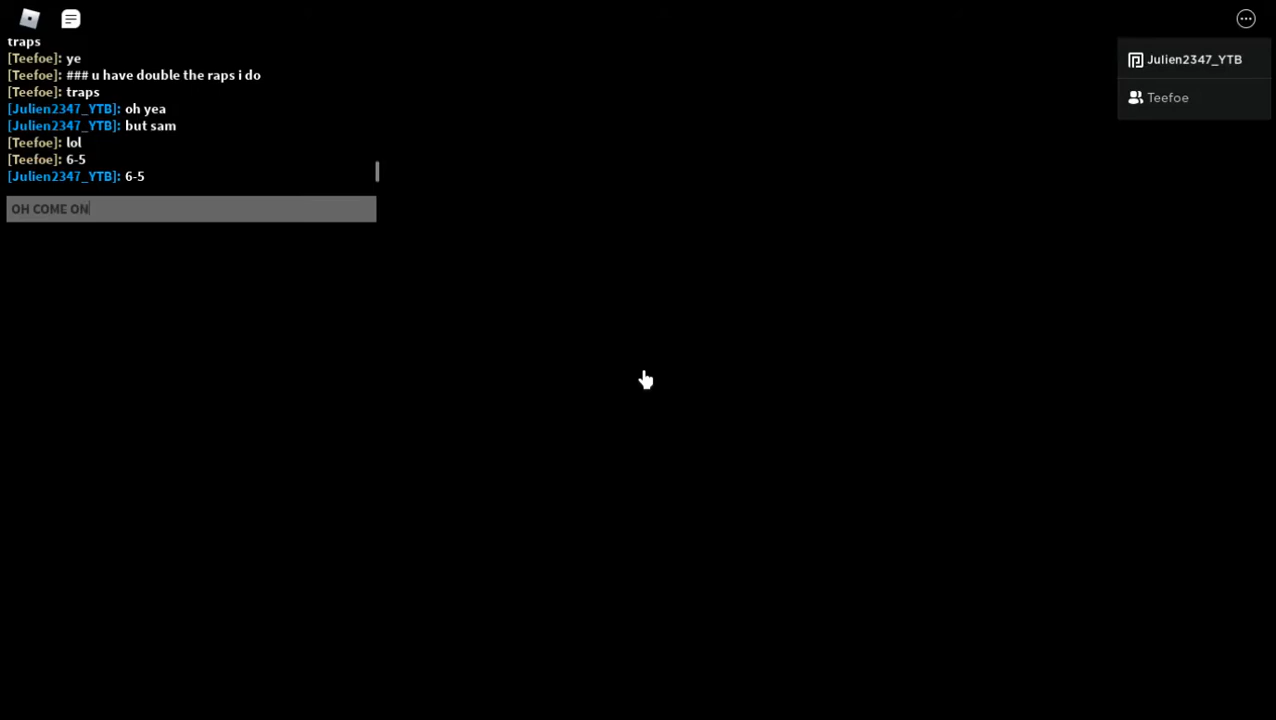 traps
[Teefoe]: ye
[Teefoe]: ### u have double the raps i do
[Teefoe]: traps
[Julien2347_YTB]: oh yea
[Julien2347_YTB]: but sam
[Teefoe]: lol
[Teefoe]: 6-5
[Julien2347_YTB]: 6-5
OH COME ON
Julien2347_YTB
Teefoe